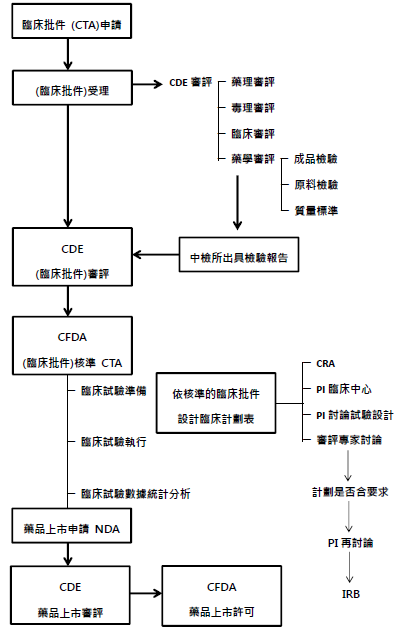 臨床批件 (CTA)申請
(臨床批件)受理
CDE 審評
藥理審評
毒理審評
臨床審評
藥學審評
成品檢驗
原料檢驗
質量標準
CDE
(臨床批件)審評
中檢所出具檢驗報告
CFDA
(臨床批件)核準 CTA
臨床試驗準備
臨床試驗執行
臨床試驗數據統計分析
依核準的臨床批件
設計臨床計劃表
CRA
PI 臨床中心
PI 討論試驗設計
審評專家討論
計劃是否合要求
PI 再討論
IRB
藥品上市申請 NDA
CDE
藥品上市審評
CFDA
藥品上市許可